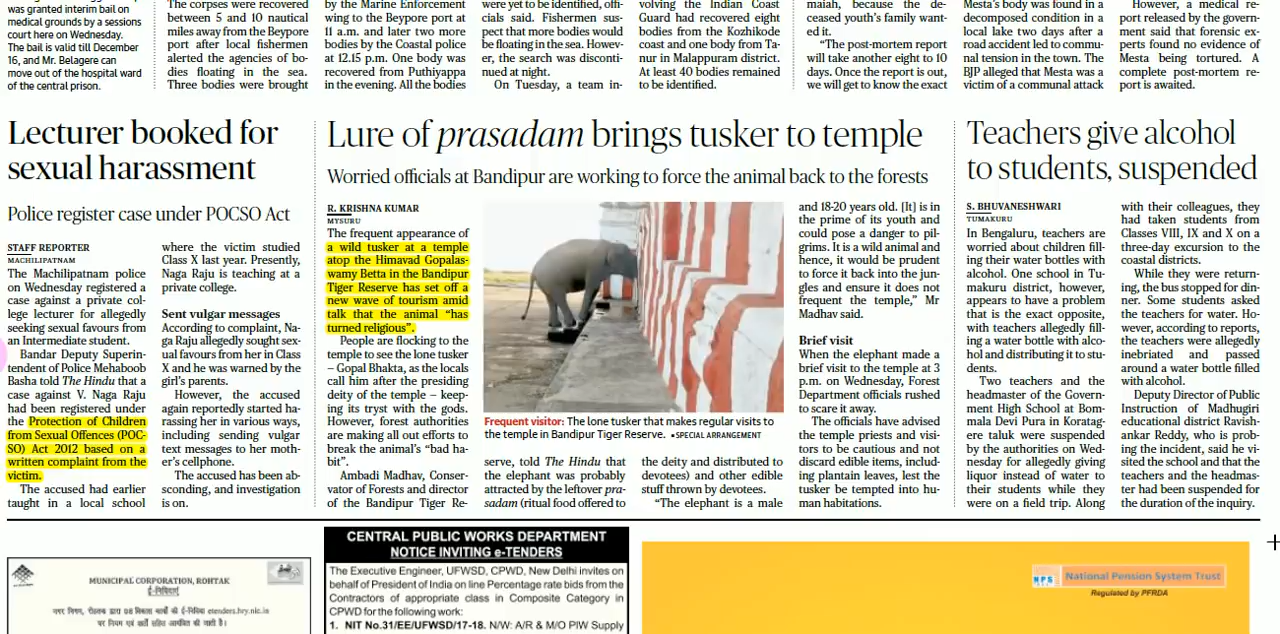 was granted interim bail on
medical grounds by a sessions
court here on Wednesday.
The bail is valid till December
16, and Mr. Belagere can
move out of the hospital ward
of the central prison.
The corpses were recovered
between 5 and 10 nautical
miles away from the Beypore
port after local fishermen
alerted the agencies of bo-
dies floating in the sea.
Three bodies were brought
by the Marine Enforcement
wing to the Beypore port at
11 a.m. and later two more
bodies by the Coastal police
at 12.15 p.m. One body was
recovered from Puthiyappa
in the evening. All the bodies
were yet to be identified, offi-
cials said. Fishermen sus-
pect that more bodies would
be floating in the sea. Howev-
er, the search was disconti-
nued at night.
On Tuesday, a team in-
volving the Indian Coast
Guard had recovered eight
bodies from the Kozhikode
coast and one body from Ta-
nur in Malappuram district.
At least 40 bodies remained
to be identified.
maiah, because the de-
ceased youth's family want-
ed it.
"The post-mortem report
will take another eight to 10
days. Once the report is out,
we will get to know the exact
Mesta's body was found in a
decomposed condition in a
local lake two days after a
road accident led to commu-
nal tension in the town. The
BJP alleged that Mesta was a
victim of a communal attack
However, a medical re-
port released by the govern-
ment said that forensic ex-
perts found no evidence of
Mesta being tortured. A
complete post-mortem re-
port is awaited.
Lecturer booked for
sexual harassment
Police register case under POCSO Act
STAFF REPORTER
MACHILIPATNAM
The Machilipatnam police
on Wednesday registered a
case against a private col-
lege lecturer for allegedly
seeking sexual favours from
an Intermediate student.
Bandar Deputy Superin-
tendent of Police Mehaboob
Basha told The Hindu that a
case against V. Naga Raju
had been registered under
the Protection of Children
from Sexual Offences (POC-
SO) Act 2012 based on a
written complaint from the
victim.
The accused had earlier
taught in a local school
where the victim studied
Class X last year. Presently,
Naga Raju is teaching at a
private college.
Sent vulgar messages
According to complaint, Na-
ga Raju allegedly sought sex-
ual favours from her in Class
X and he was warned by the
girl's parents.
However, the accused
again reportedly started ha-
rassing her in various ways,
including sending vulgar
text messages to her moth-
er's cellphone.
The accused has been ab-
sconding, and investigation
is on.
Lure of prasadam brings tusker to temple
Worried officials at Bandipur are working to force the animal back to the forests
R. KRISHNA KUMAR
MYSURU
The frequent appearance of
a wild tusker at a temple
atop the Himavad Gopalas-
wamy Betta in the Bandipur
Tiger Reserve has set off a
new wave of tourism amid
talk that the animal "has
turned religious".
People are flocking to the
temple to see the lone tusker
– Gopal Bhakta, as the locals
call him after the presiding
deity of the temple – keep-
ing its tryst with the gods.
However, forest authorities
are making all out efforts to
break the animal's "bad ha-
bit".
Ambadi Madhav, Conser-
vator of Forests and director
of the Bandipur Tiger Re-
Frequent visitor: The lone tusker that makes regular visits to
the temple in Bandipur Tiger Reserve. ▪SPECIAL ARRANGEMENT
serve, told The Hindu that
the elephant was probably
attracted by the leftover pra-
sadam (ritual food offered to
the deity and distributed to
devotees) and other edible
stuff thrown by devotees.
"The elephant is a male
and 18-20 years old. [It] is in
the prime of its youth and
could pose a danger to pil-
grims. It is a wild animal and
hence, it would be prudent
to force it back into the jun-
gles and ensure it does not
frequent the temple," Mr
Madhav said.
Brief visit
When the elephant made a
brief visit to the temple at 3
p.m. on Wednesday, Forest
Department officials rushed
to scare it away.
The officials have advised
the temple priests and visi-
tors to be cautious and not
discard edible items, includ-
ing plantain leaves, lest the
tusker be tempted into hu-
man habitations.
Teachers give alcohol
to students, suspended
S. BHUVANESHWARI
TUMAKURU
In Bengaluru, teachers are
worried about children fill-
ing their water bottles with
alcohol. One school in Tu-
makuru district, however,
appears to have a problem
that is the exact opposite,
with teachers allegedly fill-
ing a water bottle with alco-
hol and distributing it to stu-
dents.
Two teachers and the
headmaster of the Govern-
ment High School at Bom-
mala Devi Pura in Koratag-
ere taluk were suspended
by the authorities on Wed-
nesday for allegedly giving
liquor instead of water to
their students while they
were on a field trip. Along
with their colleagues, they
had taken students from
Classes VIII, IX and X on a
three-day excursion to the
coastal districts.
While they were return-
ing, the bus stopped for din-
ner. Some students asked
the teachers for water. Ho-
wever, according to reports,
the teachers were allegedly
inebriated and passed
around a water bottle filled
with alcohol.
Deputy Director of Public
Instruction of Madhugiri
educational district Ravish-
ankar Reddy, who is prob-
ing the incident, said he vi-
sited the school and that the
teachers and the headmas-
ter had been suspended for
the duration of the inquiry.
MUNICIPAL CORPORATION, ROHTAK
ई-निविदाएं
CENTRAL PUBLIC WORKS DEPARTMENT
NOTICE INVITING e-TENDERS
The Executive Engineer, UFWSD, CPWD, New Delhi invites on
behalf of President of India on line Percentage rate bids from the
Contractors of appropriate class in Composite Category in
CPWD for the following work:
1. NIT No.31/EE/UFWSD/17-18. N/W: A/R & M/O PIW Supply
NPS National Pension System Trust
Regulated by PFRDA